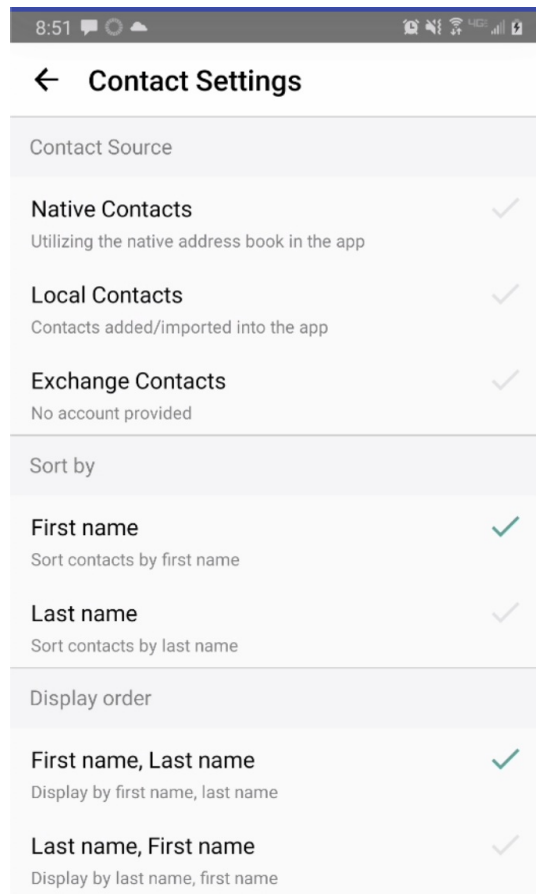 8:51
4GE
Contact Settings
Contact Source
Native Contacts
Utilizing the native address book in the app
Local Contacts
Contacts added/imported into the app
Exchange Contacts
No account provided
Sort by
First name
Sort contacts by first name
Last name
Sort contacts by last name
Display order
First name, Last name
Display by first name, last name
Last name, First name
Display by last name, first name